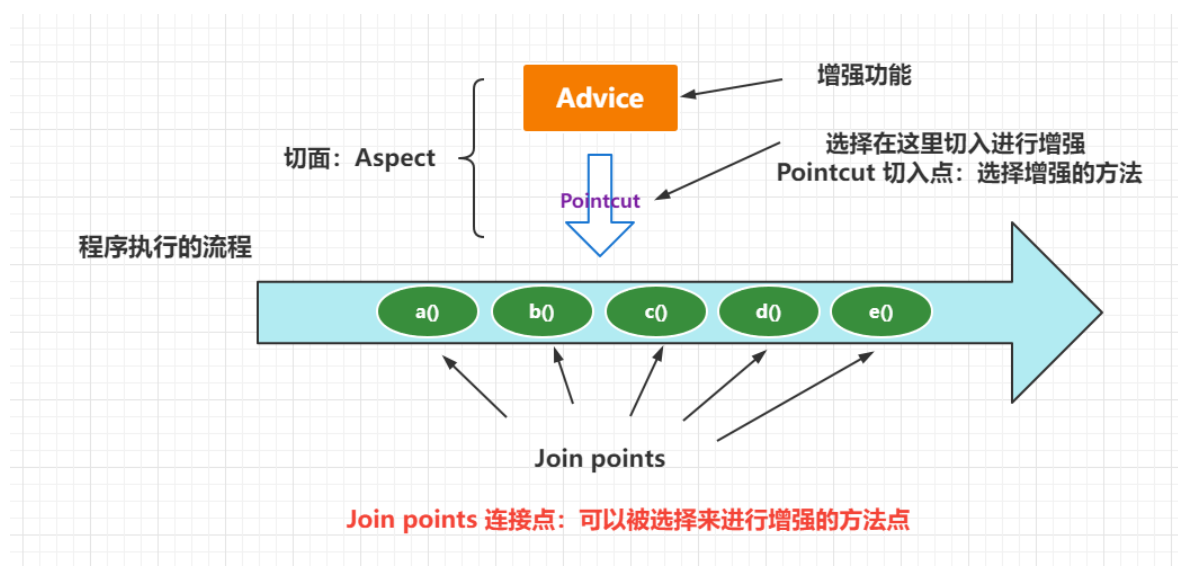 Advice
增强功能
切面：Aspect
选择在这里切入进行增强
Pointcut 切入点：选择增强的方法
Pointcut
程序执行的流程
a()
b()
c()
d()
e()
Join points
Join points 连接点：可以被选择来进行增强的方法点